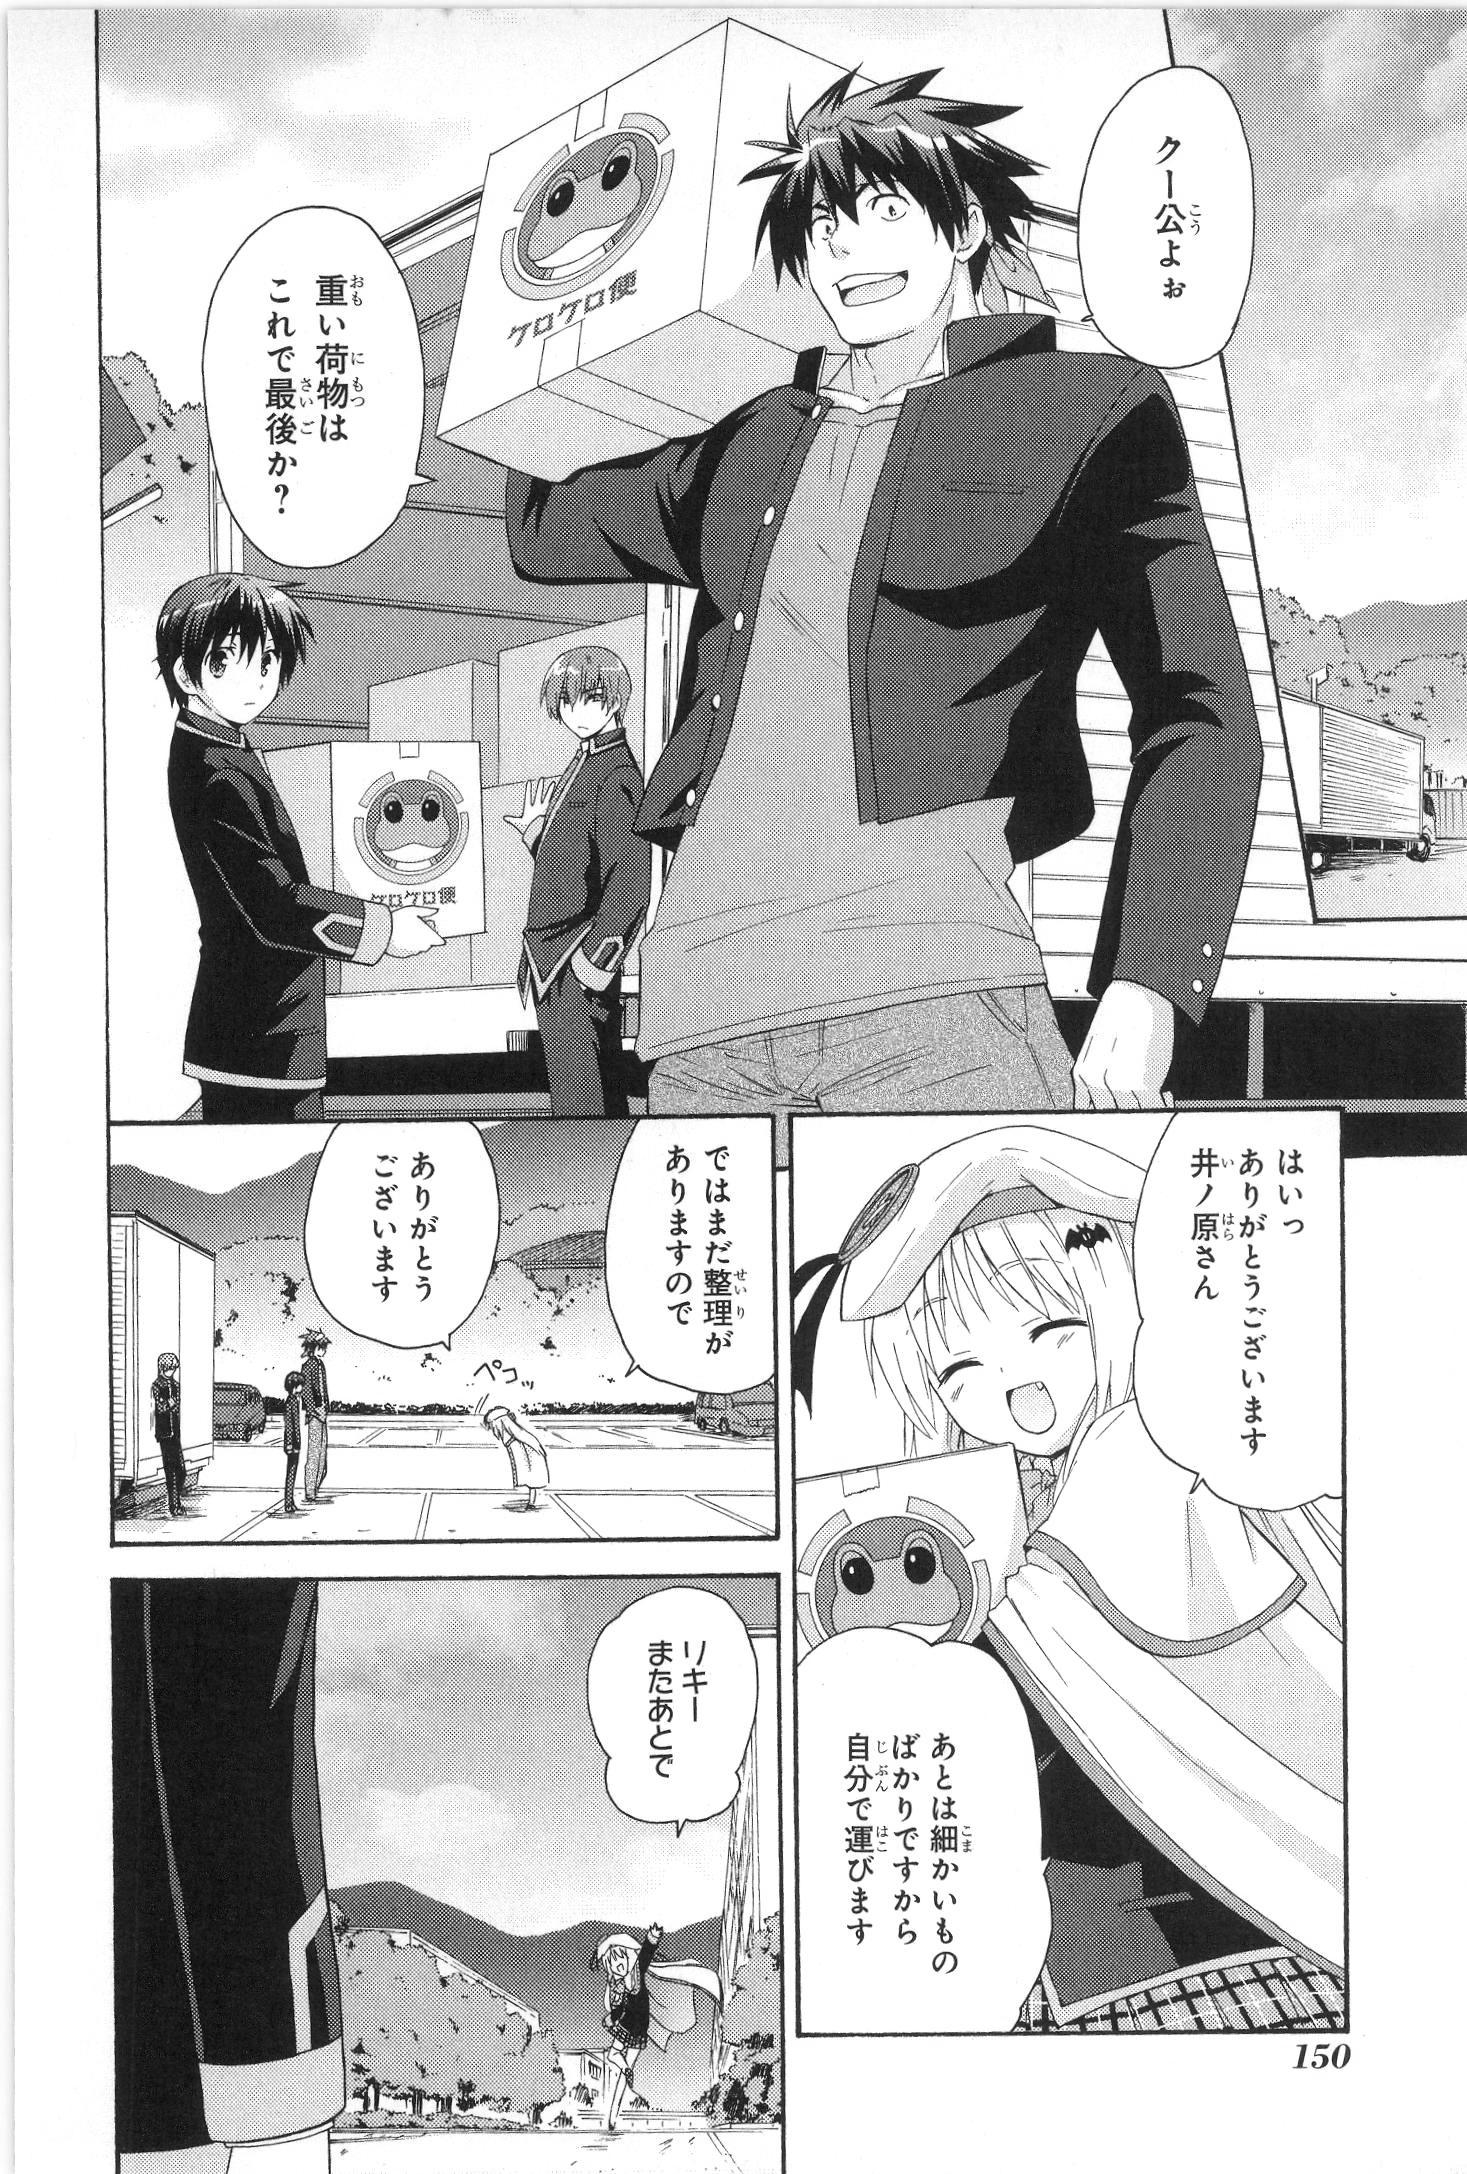 クー公よぉ
重い荷物は
これで最後か？
ケロケロ便
ケロケロ便
はいっ
ありがとうございます
井ノ原さん
あとは細かいもの
ばかりですから
自分で運びます
ではまだ整理が
ありますので
ありがとう
ございます
ペコッ
リキー
またあとで
150